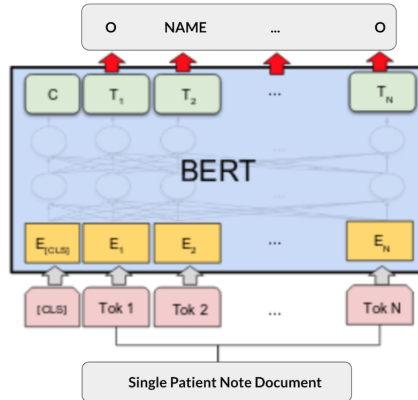 O NAME ... O
C T1 T2 ... TN
...
BERT
...
E[CLS] E1 E2 ... EN
[CLS] Tok 1 Tok 2 ... Tok N
Single Patient Note Document